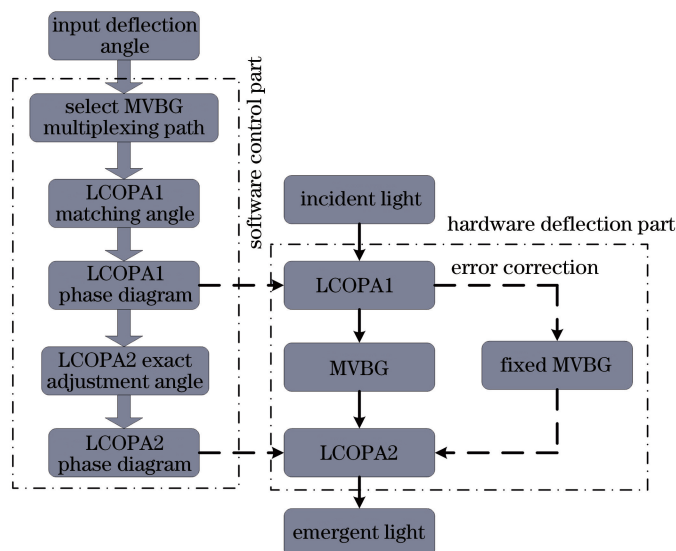 input deflection
angle
select MVBG
multiplexing path
LCOPA1
matching angle
LCOPA1
phase diagram
LCOPA2 exact
adjustment angle
LCOPA2
phase diagram
software control part
incident light
hardware deflection part
error correction
LCOPA1
MVBG
fixed MVBG
LCOPA2
emergent light